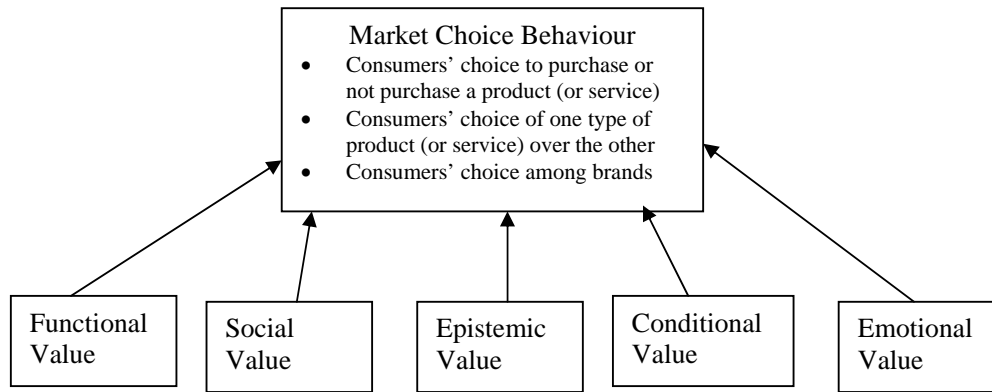 Market Choice Behaviour
• Consumers’ choice to purchase or
not purchase a product (or service)
• Consumers’ choice of one type of
product (or service) over the other
• Consumers’ choice among brands
Functional
Value
Social
Value
Epistemic
Value
Conditional
Value
Emotional
Value